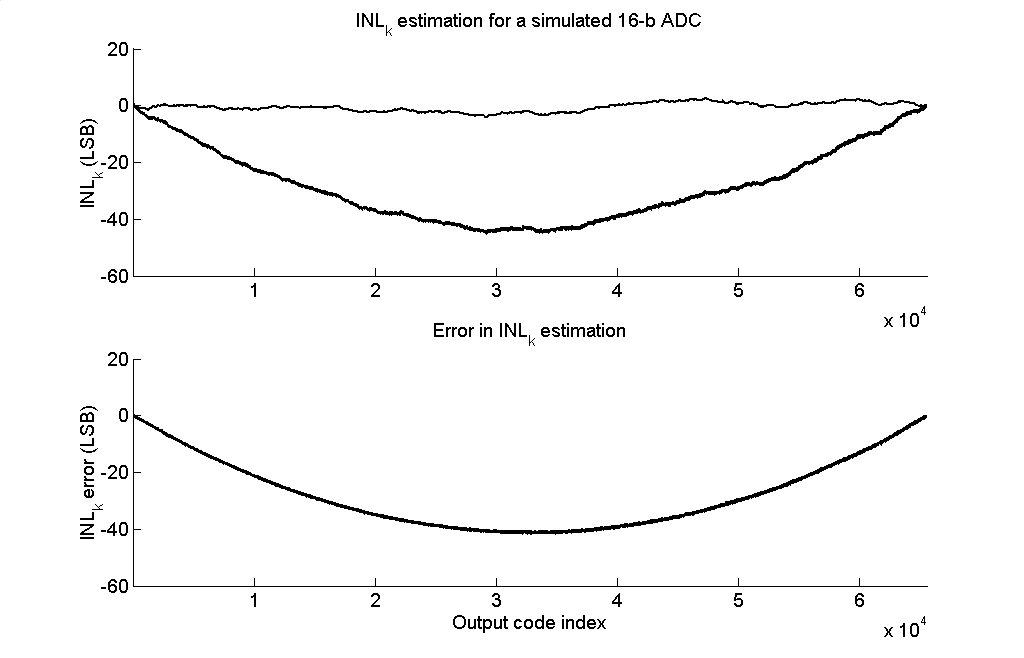 INLk estimation for a simulated 16-b ADC
20
0
-20
-40
-60
INLk (LSB)
1 2 3 4 5 6
x 10^4
Error in INLk estimation
20
0
-20
-40
-60
INLk error (LSB)
1 2 3 4 5 6
Output code index
x 10^4